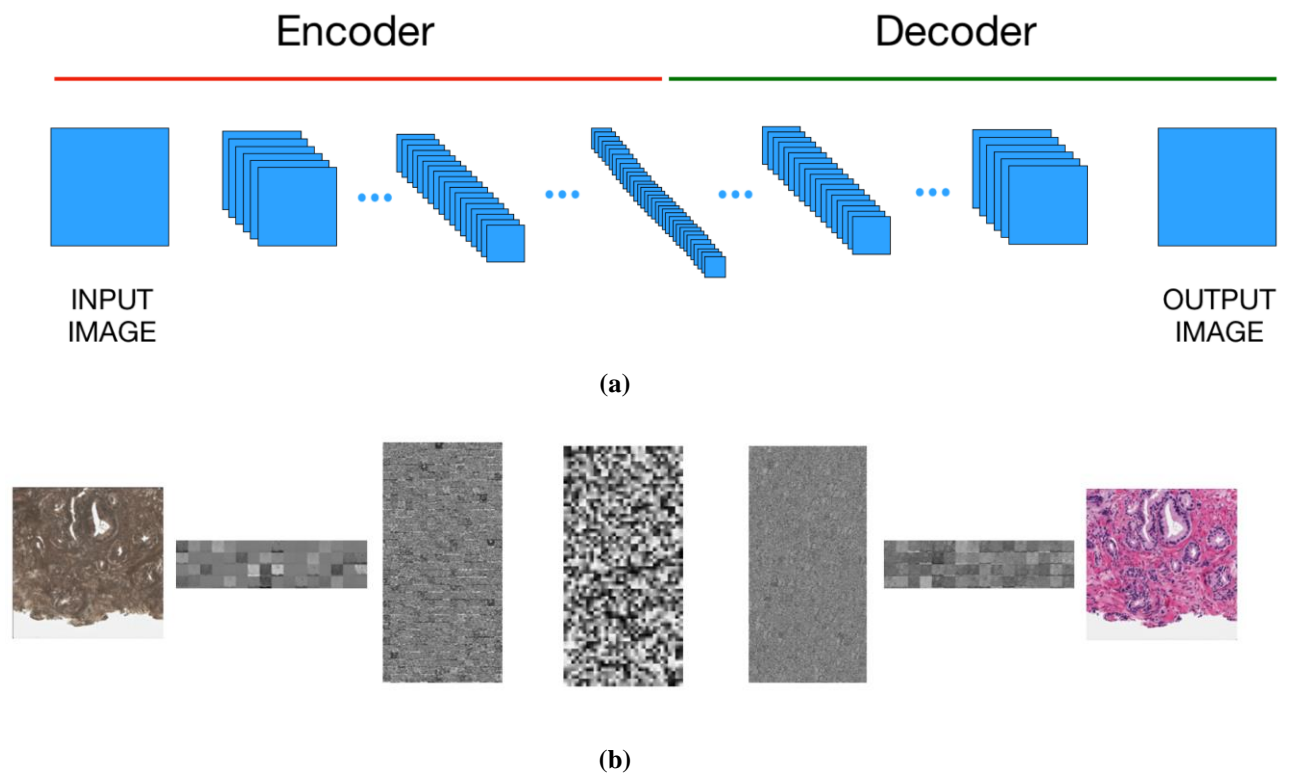 Encoder
Decoder
INPUT
IMAGE
OUTPUT
IMAGE
(a)
(b)